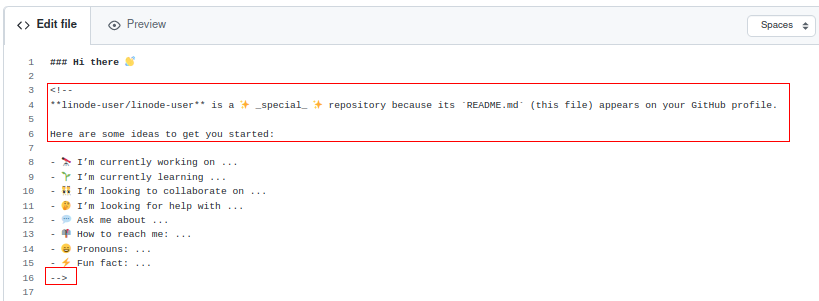 <> Edit file Preview Spaces
1 ### Hi there 👋
2
3 <!--
4 **linode-user/linode-user** is a ✨ _special_ ✨ repository because its `README.md` (this file) appears on your GitHub profile.
5
6 Here are some ideas to get you started:
7
8 - 🔭 I’m currently working on ...
9 - 🌱 I’m currently learning ...
10 - 👯 I’m looking to collaborate on ...
11 - 🤔 I’m looking for help with ...
12 - 💬 Ask me about ...
13 - 📫 How to reach me: ...
14 - 😄 Pronouns: ...
15 - ⚡ Fun fact: ...
16 -->
17